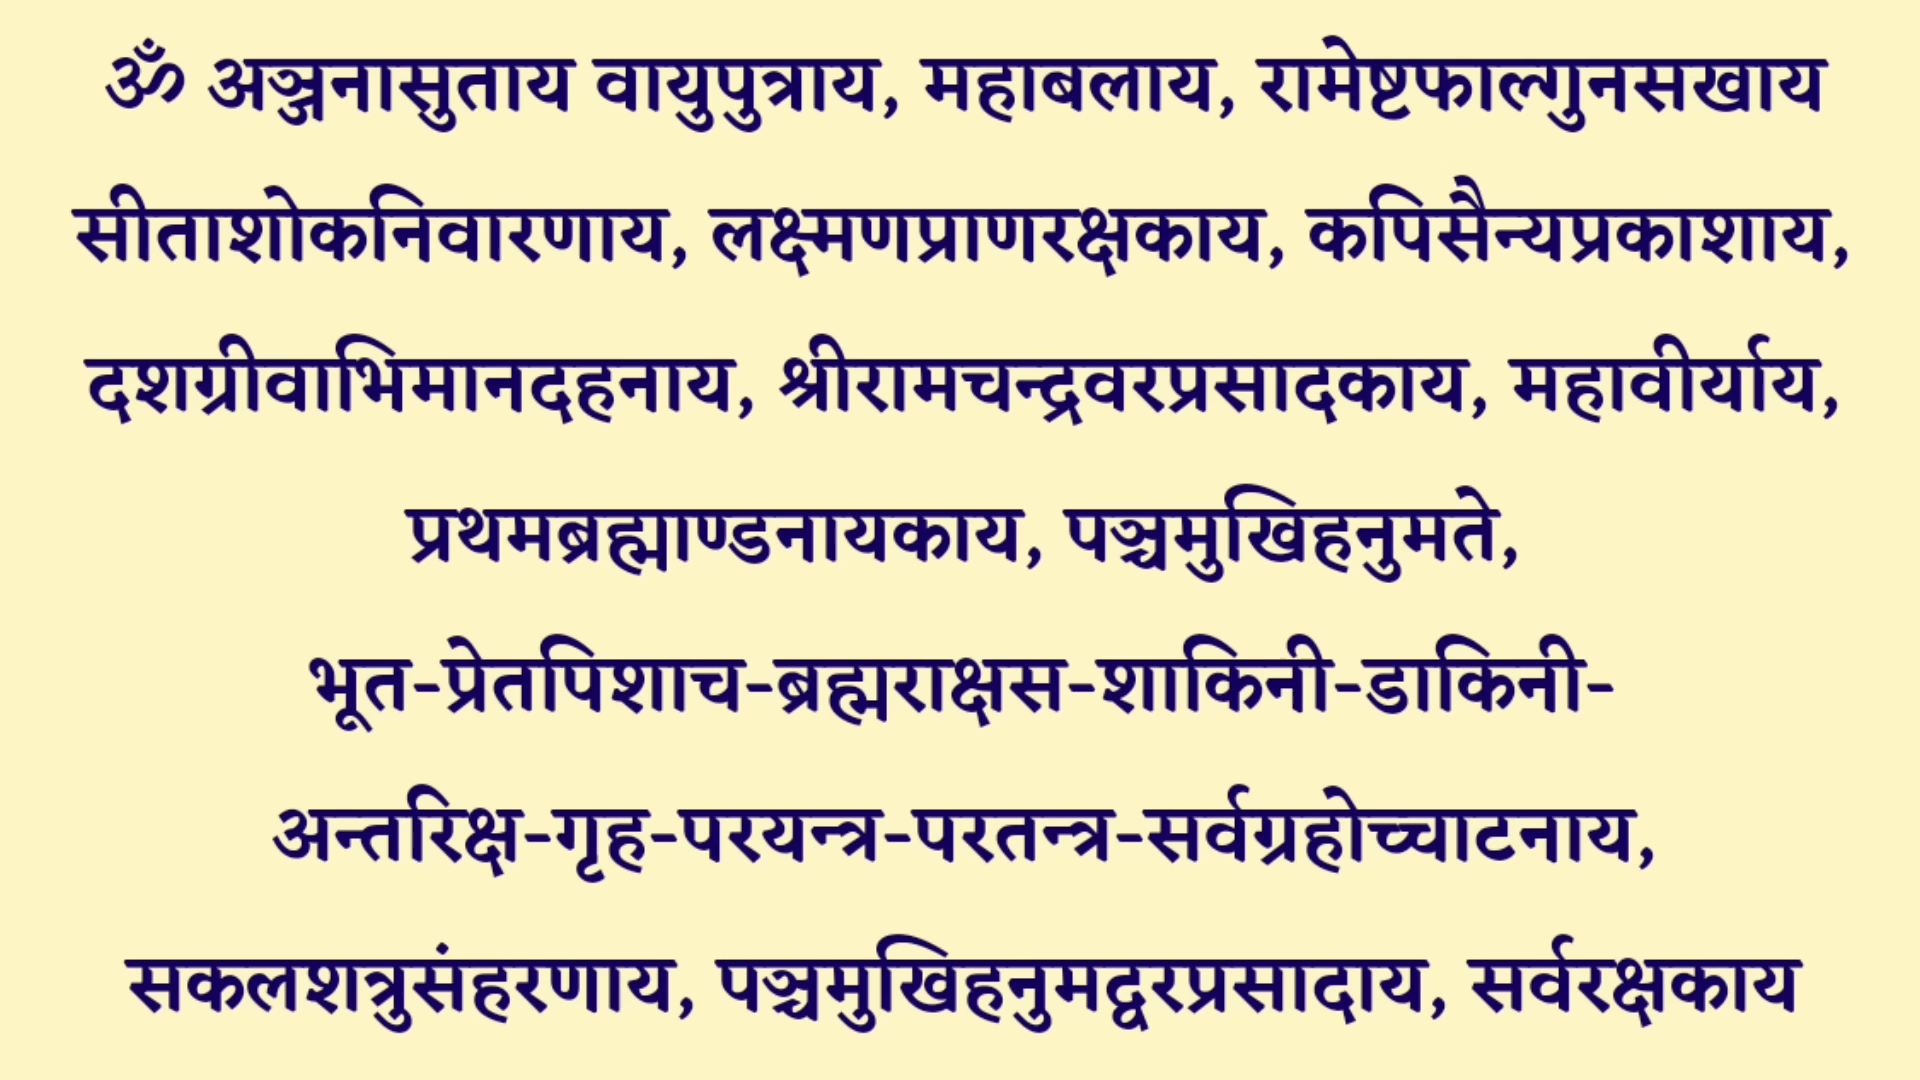 ॐ अञ्जनासुताय वायुपुत्राय, महाबलाय, रामेष्टफाल्गुनसखाय
सीताशोकनिवारणाय, लक्ष्मणप्राणरक्षकाय, कपिसैन्यप्रकाशाय,
दशग्रीवाभिमानदहनाय, श्रीरामचन्द्रवरप्रसादकाय, महावीर्याय,
प्रथमब्रह्माण्डनायकाय, पञ्चमुखिहनुमते,
भूत-प्रेतपिशाच-ब्रह्मराक्षस-शाकिनी-डाकिनी-
अन्तरिक्ष-गृह-परयन्त्र-परतन्त्र-सर्वग्रहोच्चाटनाय,
सकलशत्रुसंहरणाय, पञ्चमुखिहनुमद्वरप्रसादाय, सर्वरक्षकाय